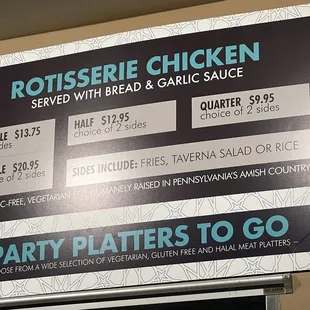 ROTISSERIE CHICKEN
SERVED WITH BREAD & GARLIC SAUCE
LE $13.75
des
HALF $12.95
choice of 2 sides
QUARTER $9.95
choice of 2 sides
LE $20.95
of 2 sides
SIDES INCLUDE: FRIES, TAVERNA SALAD OR RICE
C-FREE, VEGETARIAN MANELY RAISED IN PENNSYLVANIA'S AMISH COUNTRY
PARTY PLATTERS TO GO
OSE FROM A WIDE SELECTION OF VEGETARIAN, GLUTEN FREE AND HALAL MEAT PLATTERS –